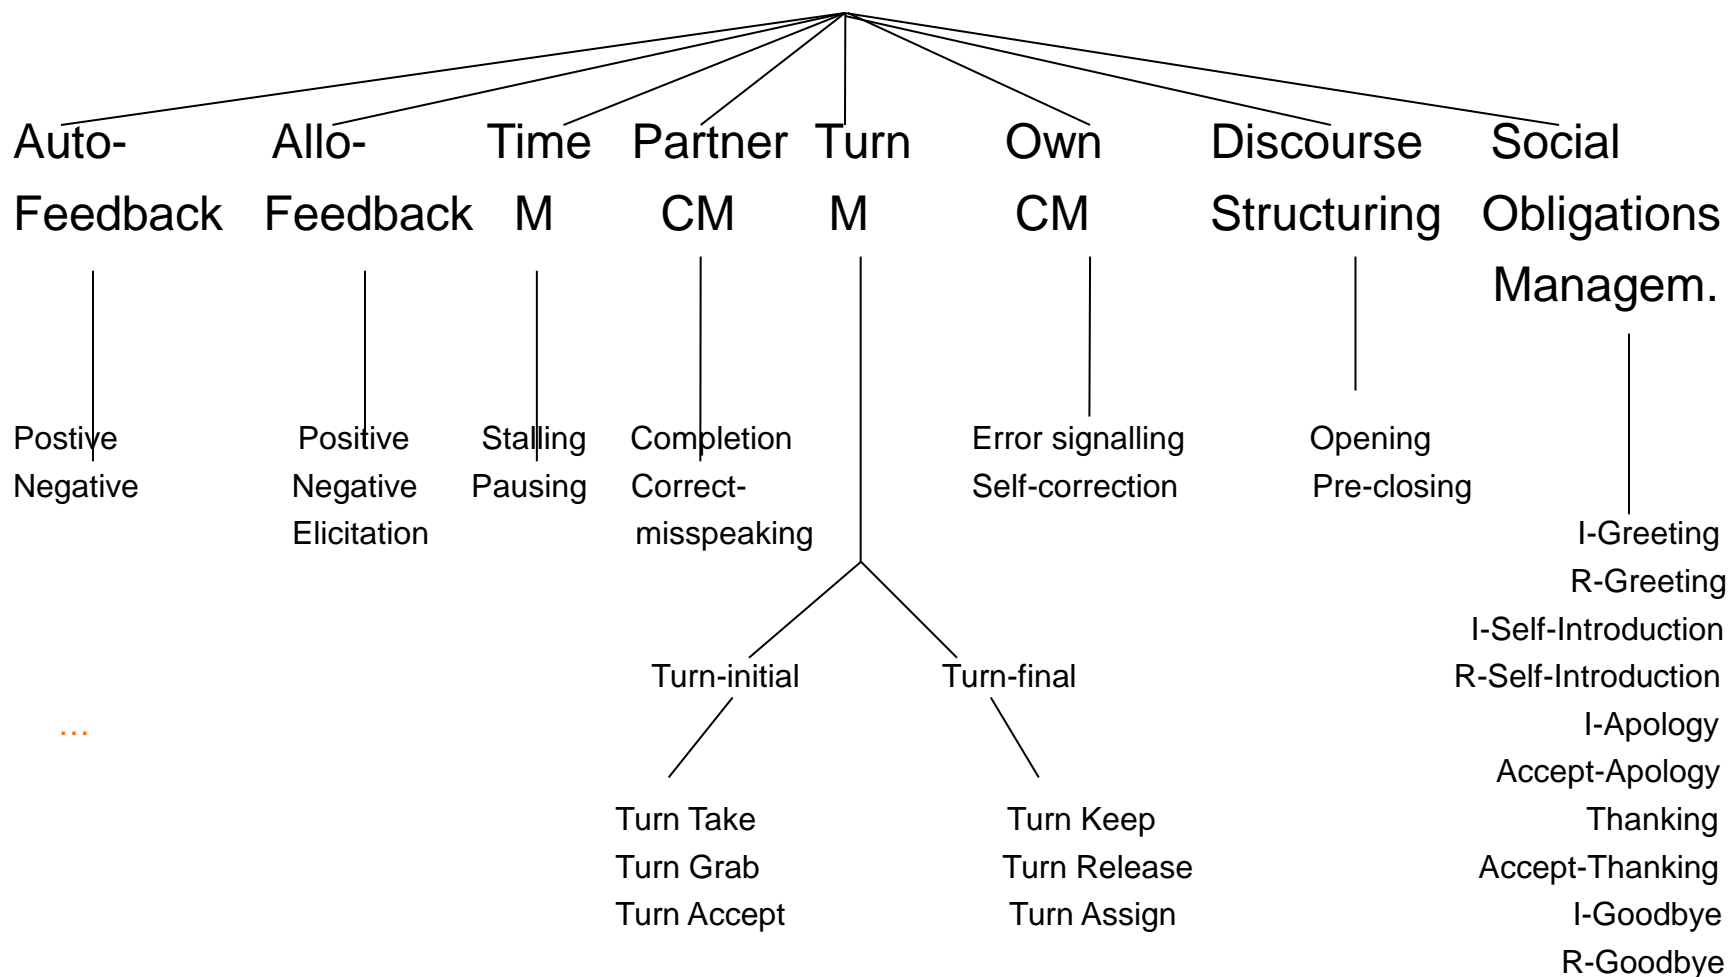 Auto- Allo- Time Partner Turn Own Discourse Social
Feedback Feedback M CM M CM Structuring Obligations
Managem.
Postive Positive Stalling Completion Error signalling Opening
Negative Negative Pausing Correct- Self-correction Pre-closing
Elicitation misspeaking I-Greeting
R-Greeting
I-Self-Introduction
Turn-initial Turn-final R-Self-Introduction
… I-Apology
Accept-Apology
Turn Take Turn Keep Thanking
Turn Grab Turn Release Accept-Thanking
Turn Accept Turn Assign I-Goodbye
R-Goodbye